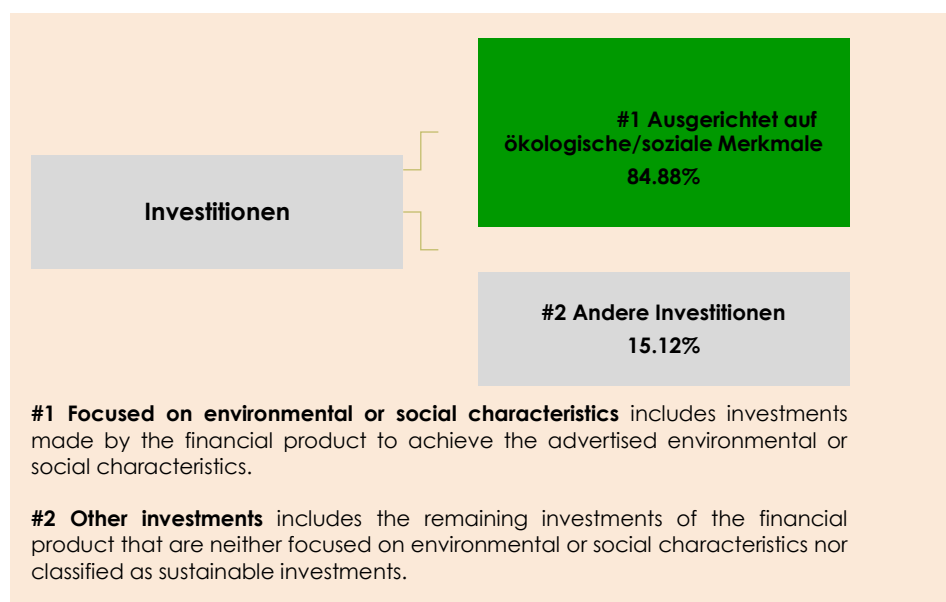 #1 Ausgerichtet auf
ökologische/soziale Merkmale
84.88%
Investitionen
#2 Andere Investitionen
15.12%
#1 Focused on environmental or social characteristics includes investments
made by the financial product to achieve the advertised environmental or
social characteristics.
#2 Other investments includes the remaining investments of the financial
product that are neither focused on environmental or social characteristics nor
classified as sustainable investments.